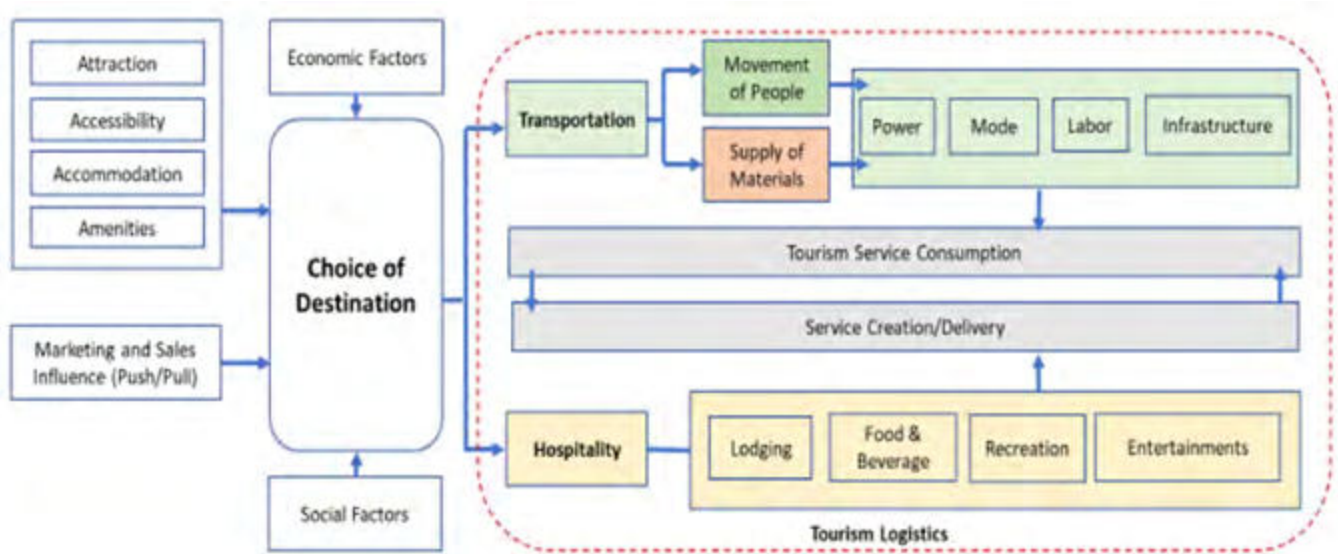 Attraction
Accessibility
Accommodation
Amenities
Marketing and Sales
Influence (Push/Pull)
Economic Factors
Choice of
Destination
Social Factors
Transportation
Movement
of People
Supply of
Materials
Power
Mode
Labor
Infrastructure
Tourism Service Consumption
Service Creation/Delivery
Hospitality
Lodging
Food &
Beverage
Recreation
Entertainments
Tourism Logistics